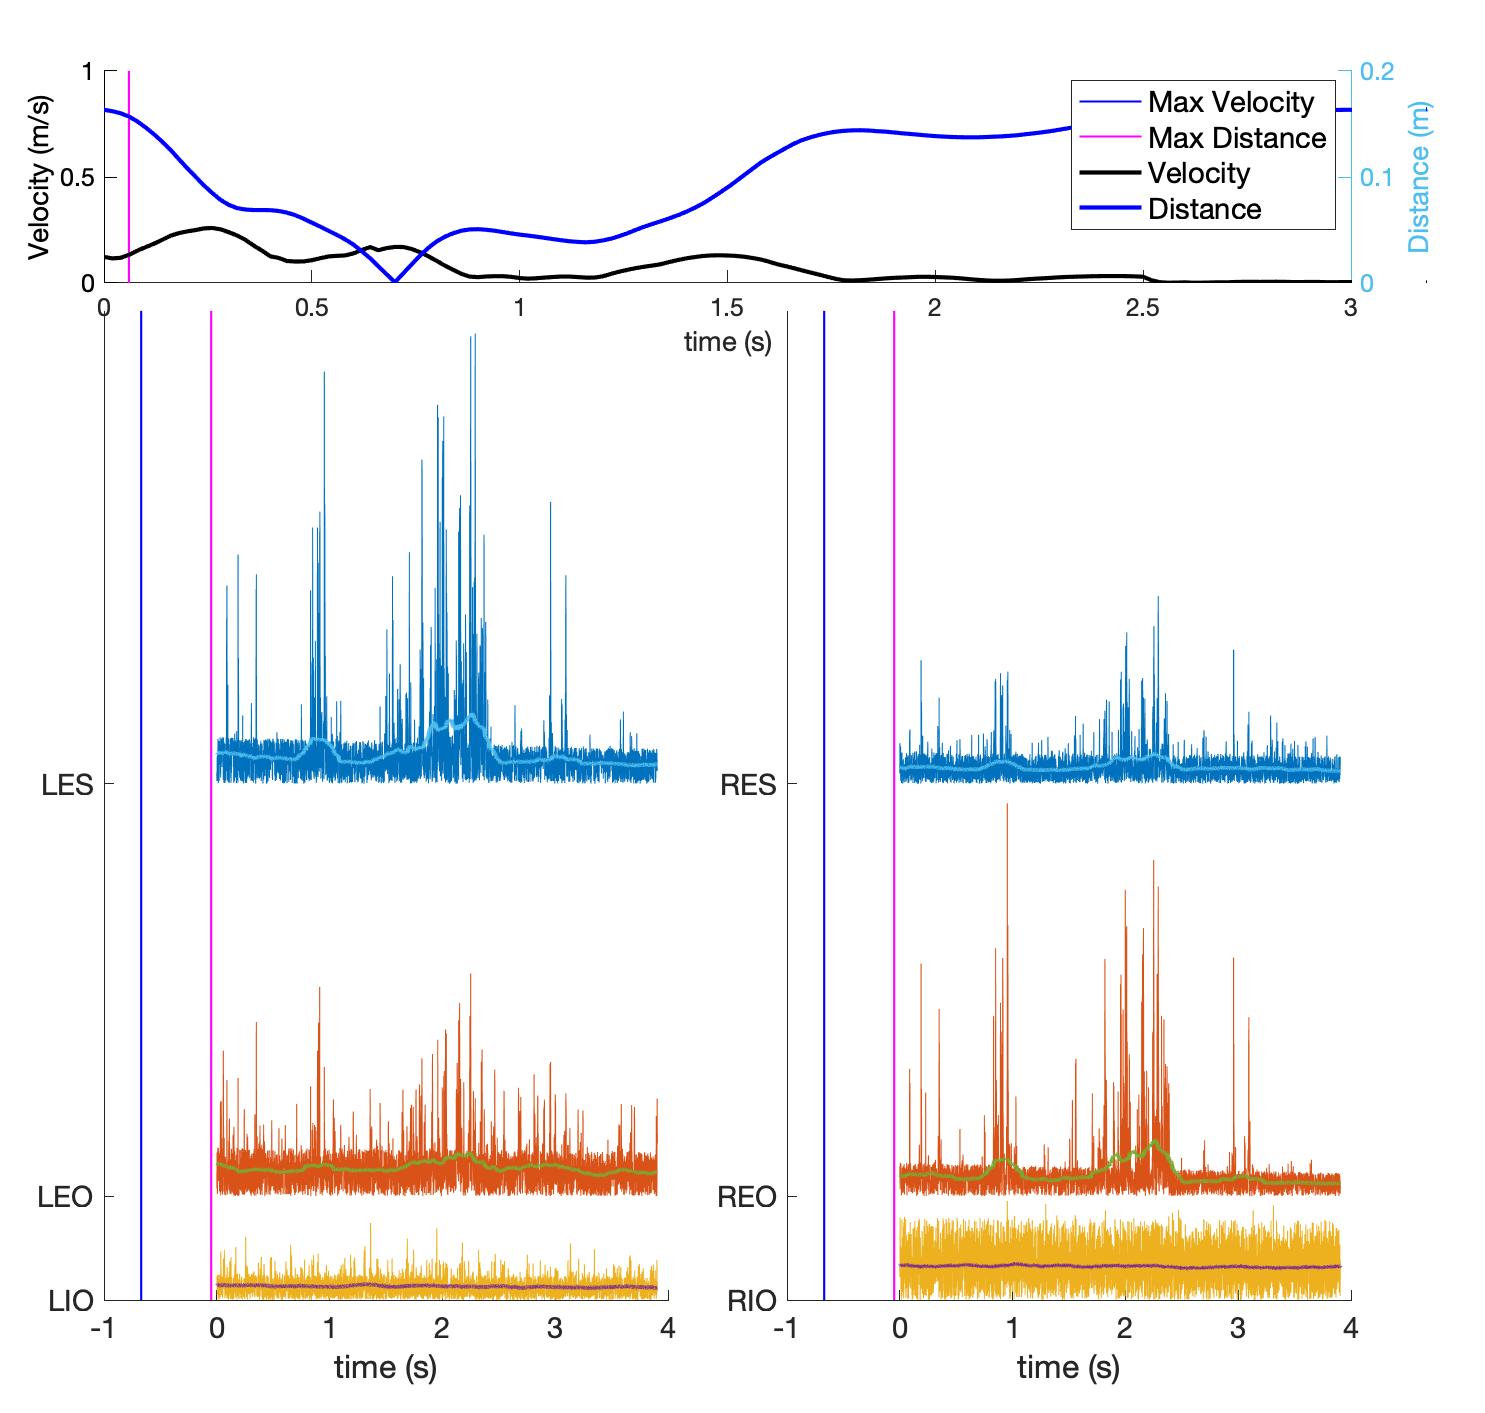 Velocity (m/s)
1
0.5
0
Max Velocity
Max Distance
Velocity
Distance
0.2
0.1
0
Distance (m)
0 0.5 1 1.5 2 2.5 3
time (s)
LES
LEO
LIO
-1 0 1 2 3 4
time (s)
RES
REO
RIO
-1 0 1 2 3 4
time (s)